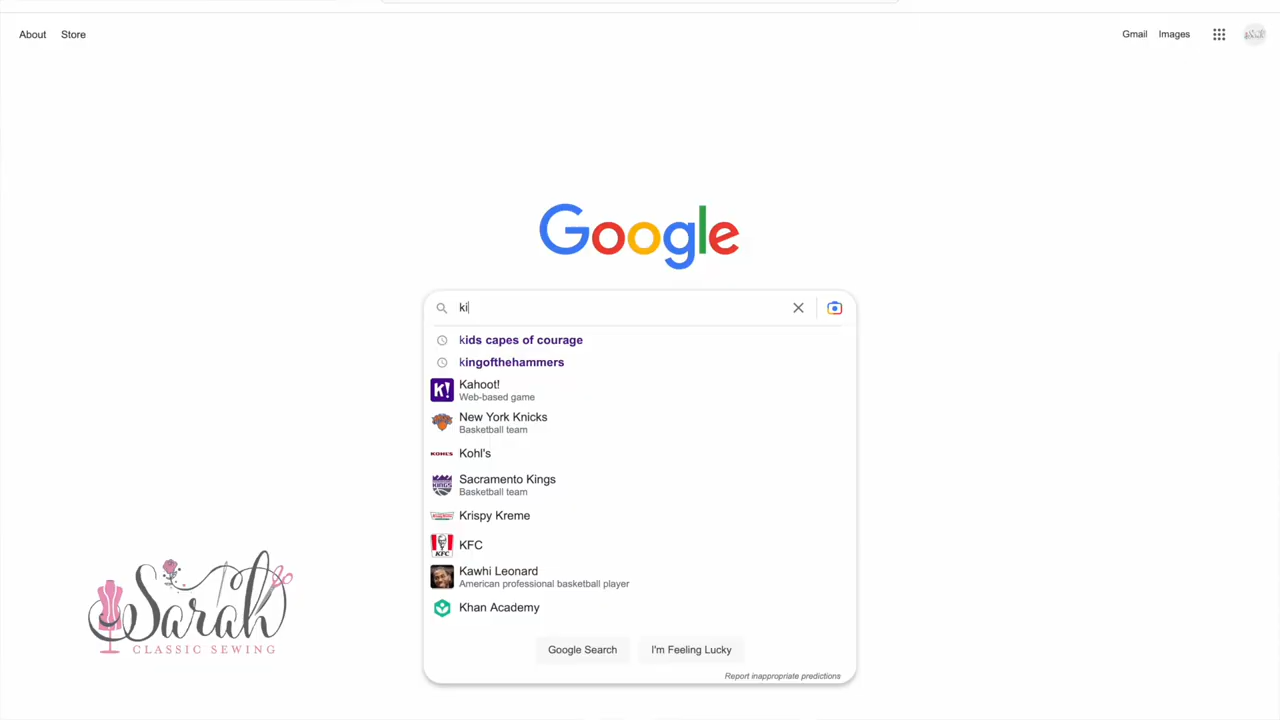 About Store Gmail Images
Google
ki
kids capes of courage
kingofthehammers
K!
Kahoot!
Web-based game
New York Knicks
Basketball team
KOHL'S
Kohl's
Sacramento Kings
Basketball team
Krispy Kreme
KFC
KFC
Kawhi Leonard
American professional basketball player
Khan Academy
Google Search I'm Feeling Lucky
Report inappropriate predictions
Sarah
CLASSIC SEWING